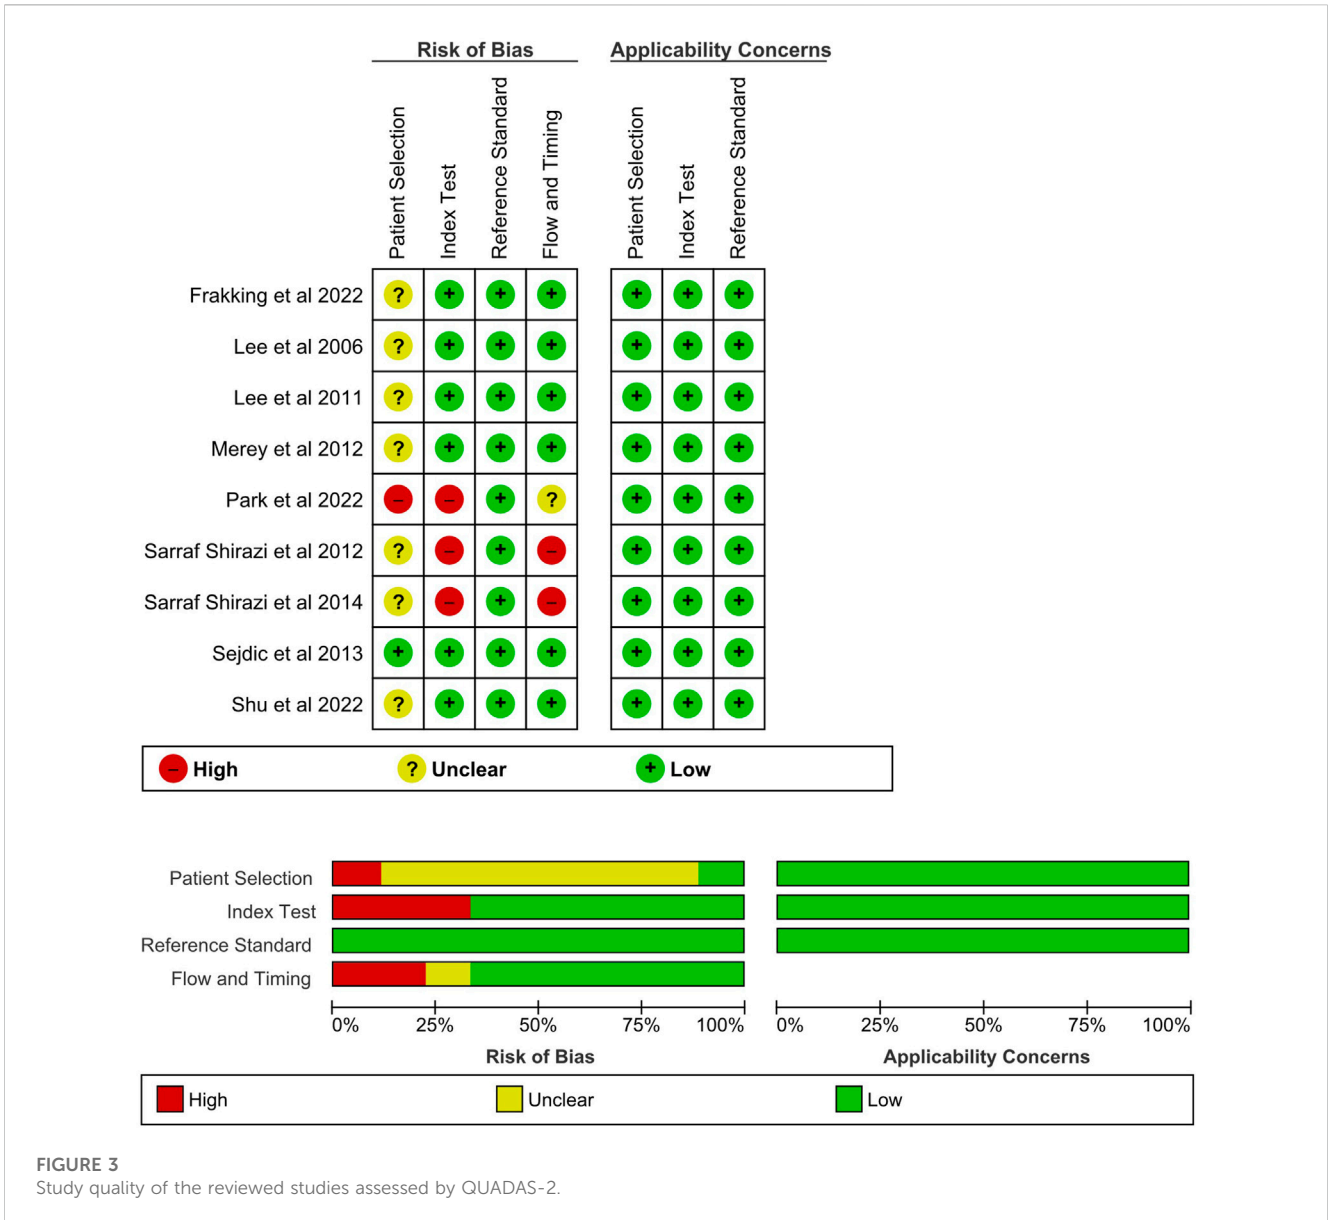 Risk of Bias
Applicability Concerns
Patient Selection
Index Test
Reference Standard
Flow and Timing
Patient Selection
Index Test
Reference Standard
Frakking et al 2022 ? + + + + + +
Lee et al 2006 ? + + + + + +
Lee et al 2011 ? + + + + + +
Merey et al 2012 ? + + + + + +
Park et al 2022 – – + ? + + +
Sarraf Shirazi et al 2012 ? – + – + + +
Sarraf Shirazi et al 2014 ? – + – + + +
Sejdic et al 2013 + + + + + + +
Shu et al 2022 ? + + + + + +
– High ? Unclear + Low
Patient Selection
Index Test
Reference Standard
Flow and Timing
0% 25% 50% 75% 100% 0% 25% 50% 75% 100%
Risk of Bias Applicability Concerns
High Unclear Low
FIGURE 3
Study quality of the reviewed studies assessed by QUADAS-2.